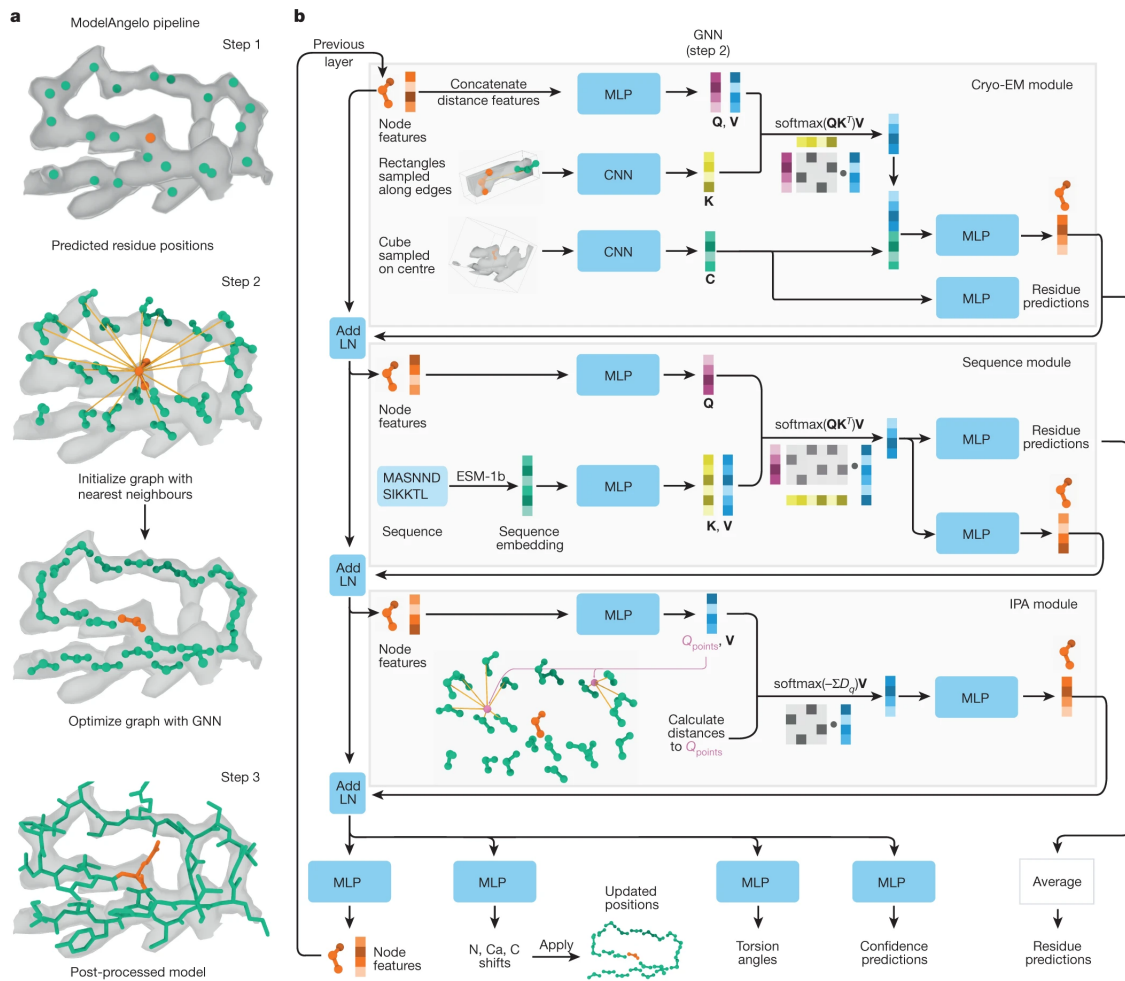 a
ModelAngelo pipeline
Step 1
Predicted residue positions
Step 2
Initialize graph with
nearest neighbours
Optimize graph with GNN
Step 3
Post-processed model
b
Previous
layer
GNN
(step 2)
Cryo-EM module
Node
features
Concatenate
distance features
MLP
Q, V
softmax(QKᵀ)V
Rectangles
sampled
along edges
CNN
K
Cube
sampled
on centre
CNN
C
MLP
MLP
Residue
predictions
Add
LN
Sequence module
Node
features
MLP
Q
softmax(QKᵀ)V
MLP
Residue
predictions
MASNND
SIKKTL
ESM-1b
MLP
K, V
Sequence
Sequence
embedding
MLP
Add
LN
IPA module
Node
features
MLP
Qpoints, V
softmax(−ΣDq)V
MLP
Calculate
distances
to Qpoints
Add
LN
MLP
MLP
MLP
MLP
Average
Node
features
N, Ca, C
shifts
Apply
Updated
positions
Torsion
angles
Confidence
predictions
Residue
predictions